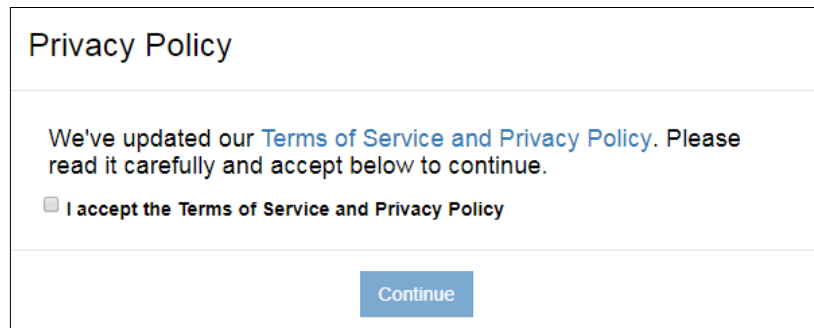 Privacy Policy
We've updated our Terms of Service and Privacy Policy. Please
read it carefully and accept below to continue.
I accept the Terms of Service and Privacy Policy
Continue